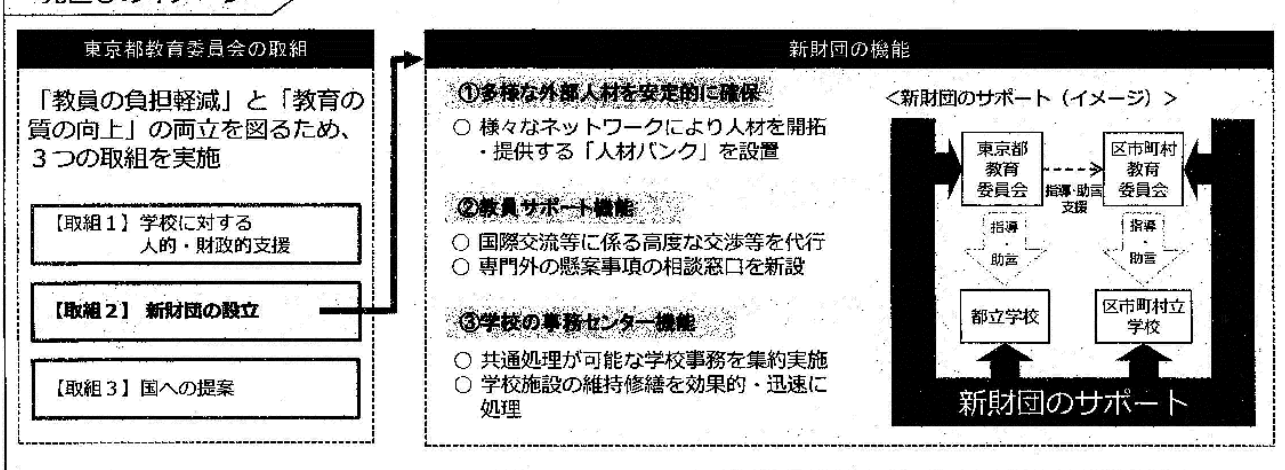 東京都教育委員会の取組
「教員の負担軽減」と「教育の
質の向上」の両立を図るため、
3つの取組を実施
【取組1】学校に対する
人的・財政的支援
【取組2】 新財団の設立
【取組3】国への提案
新財団の機能
①多様な外部人材を安定的に確保
○ 様々なネットワークにより人材を開拓
・提供する「人材バンク」を設置
②教員サポート機能
○ 国際交流等に係る高度な交渉等を代行
○ 専門外の懸案事項の相談窓口を新設
③学校の事務センター機能
○ 共通処理が可能な学校事務を集約実施
○ 学校施設の維持修繕を効果的・迅速に
処理
<新財団のサポート（イメージ）>
東京都
教育
委員会
指導・助言
支援
区市町村
教育
委員会
指導
・
助言
指導
・
助言
都立学校
区市町村立
学校
新財団のサポート